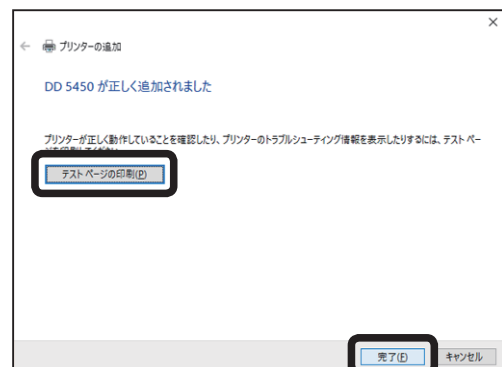 プリンターの追加
DD 5450 が正しく追加されました
プリンターが正しく動作していることを確認したり、プリンターのトラブルシューティング情報を表示したりするには、テスト ペー
テスト ページの印刷(P)
完了(F) キャンセル